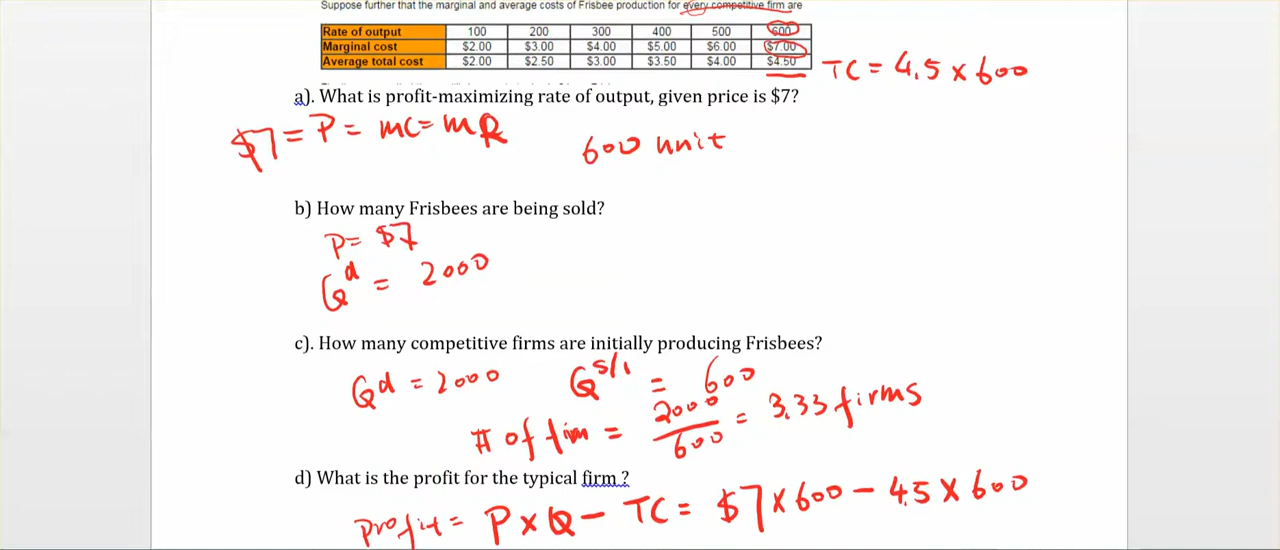 Suppose further that the marginal and average costs of Frisbee production for every competitive firm are
Rate of output 100 200 300 400 500 600
Marginal cost $2.00 $3.00 $4.00 $5.00 $6.00 $7.00
Average total cost $2.00 $2.50 $3.00 $3.50 $4.00 $4.50
TC = 4.5 x 600
a). What is profit-maximizing rate of output, given price is $7?
$7 = P = mc = mR
600 unit
b) How many Frisbees are being sold?
P = $7
Qd = 2000
c). How many competitive firms are initially producing Frisbees?
Qd = 2000 Qs/1 = 600
# of fim = 2000/600 = 3.33 firms
d) What is the profit for the typical firm ?
profit = P x Q - TC = $7 x 600 - 4.5 x 600